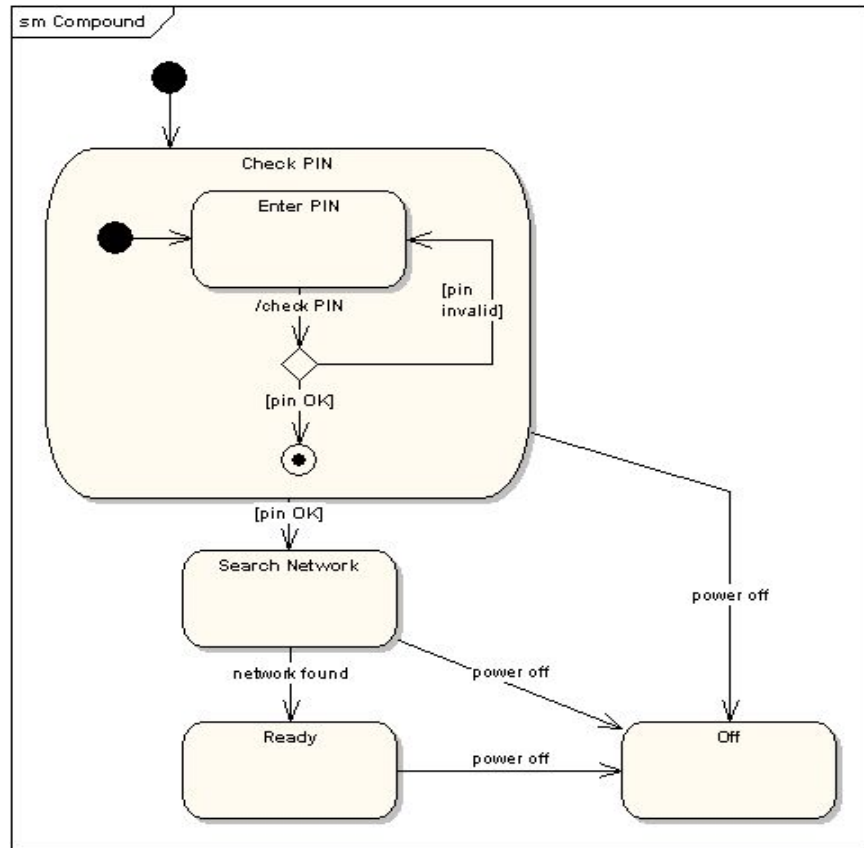 sm Compound
Check PIN
Enter PIN
/check PIN
[pin
invalid]
[pin OK]
[pin OK]
Search Network
power off
network found
power off
Ready
Off
power off